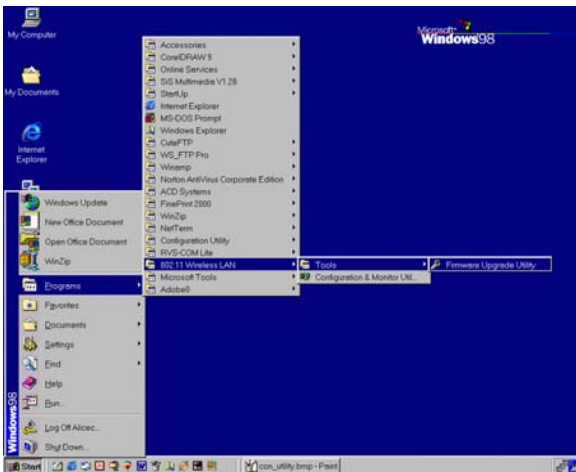 My Computer
My Documents
Internet
Explorer
Microsoft
Windows98
Accessories
CorelDRAW 9
Online Services
SiS Multimedia V1.28
StartUp
Internet Explorer
MS-DOS Prompt
Windows Explorer
CuteFTP
WS_FTP Pro
Winamp
Norton AntiVirus Corporate Edition
ACD Systems
FinePrint 2000
WinZip
NetTerm
Configuration Utility
RVS-COM Lite
802.11 Wireless LAN
Microsoft Tools
Adobe
Tools
Configuration & Monitor Util...
Firmware Upgrade Utility
Windows Update
New Office Document
Open Office Document
WinZip
Programs
Favorites
Documents
Settings
Find
Help
Run...
Log Off Alicec...
Shut Down...
Windows98
Start
con_utility.bmp - Paint